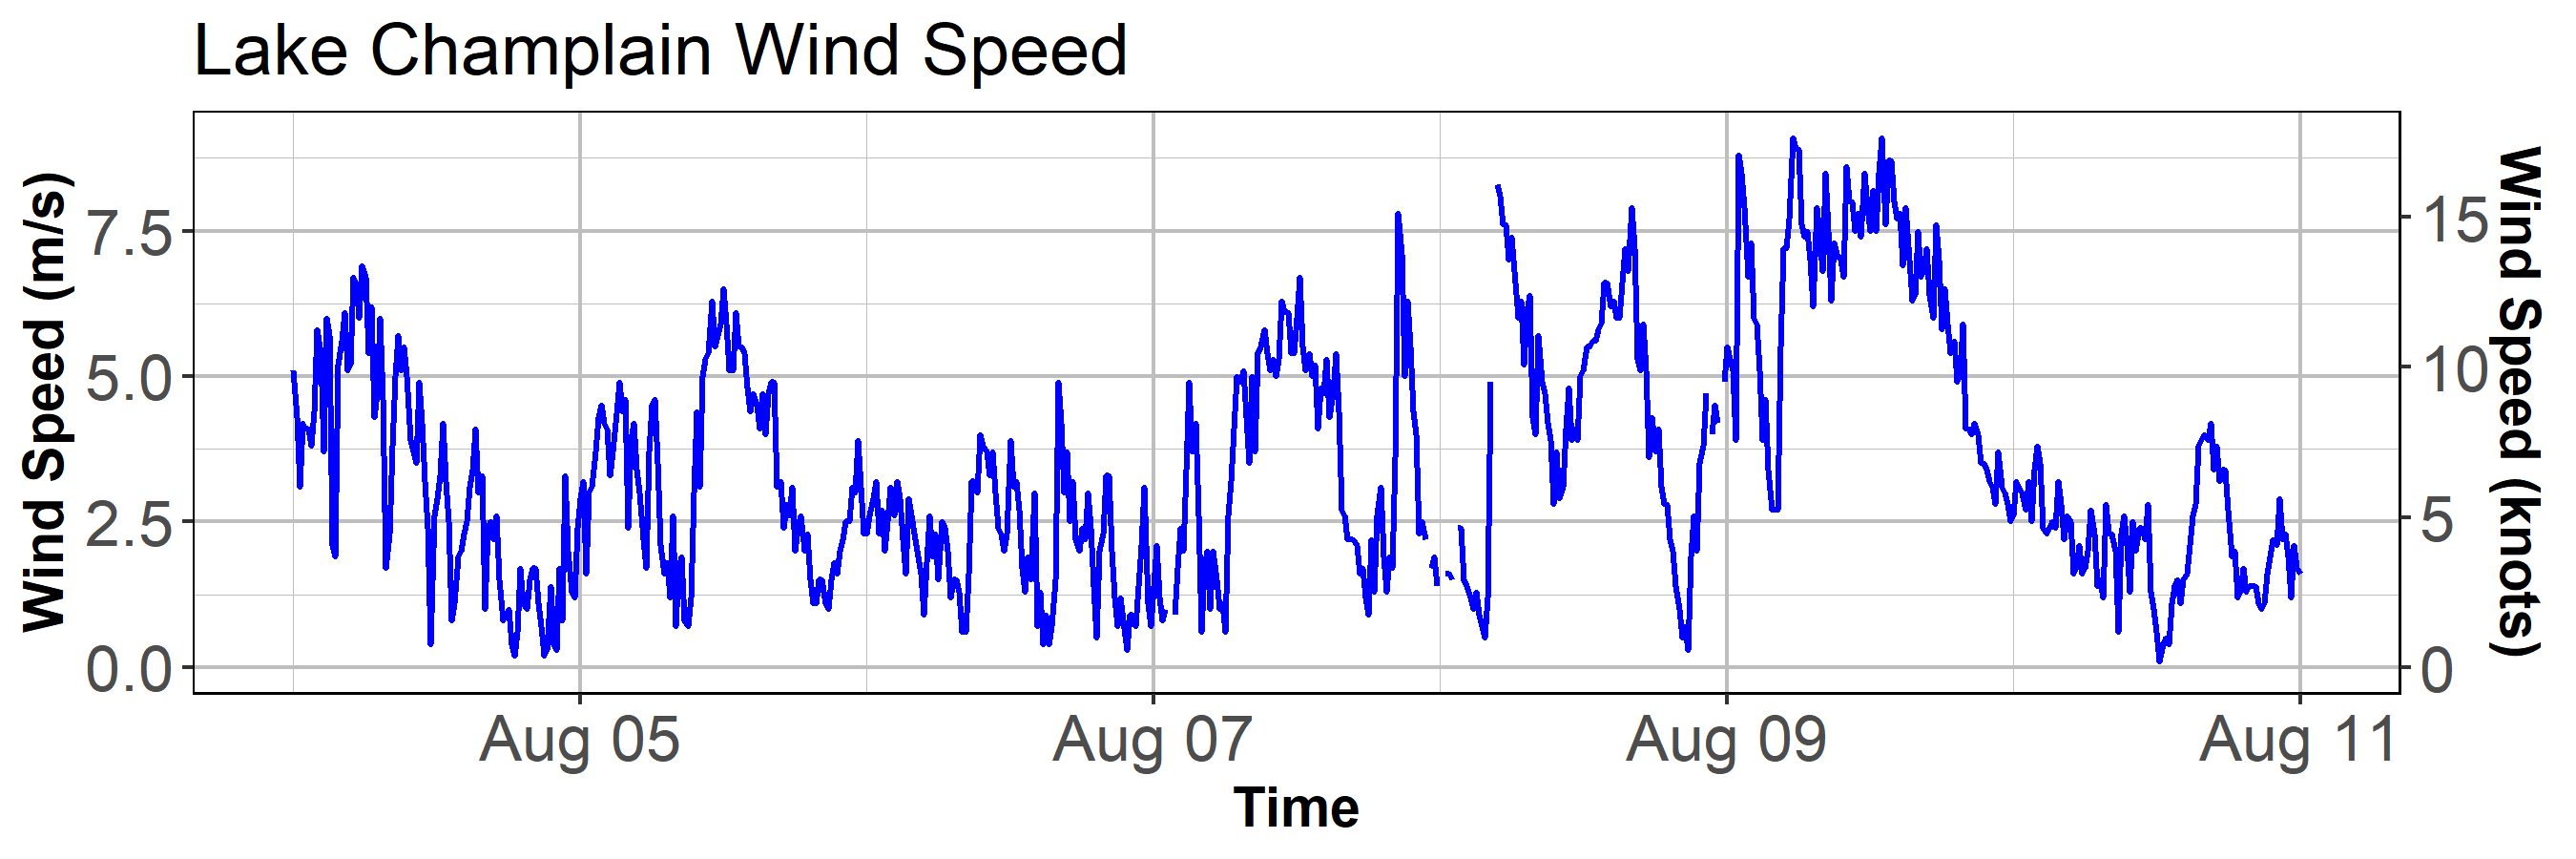 Lake Champlain Wind Speed
Wind Speed (m/s)
7.5
5.0
2.5
0.0
15
10
5
0
Wind Speed (knots)
Aug 05
Aug 07
Aug 09
Aug 11
Time